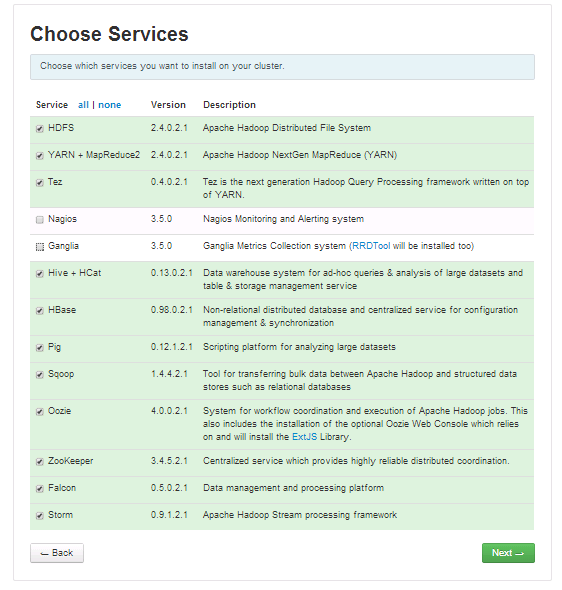 Choose Services
Choose which services you want to install on your cluster.
Service all | none Version Description
HDFS 2.4.0.2.1 Apache Hadoop Distributed File System
YARN + MapReduce2 2.4.0.2.1 Apache Hadoop NextGen MapReduce (YARN)
Tez 0.4.0.2.1 Tez is the next generation Hadoop Query Processing framework written on top
of YARN.
Nagios 3.5.0 Nagios Monitoring and Alerting system
Ganglia 3.5.0 Ganglia Metrics Collection system (RRDTool will be installed too)
Hive + HCat 0.13.0.2.1 Data warehouse system for ad-hoc queries & analysis of large datasets and
table & storage management service
HBase 0.98.0.2.1 Non-relational distributed database and centralized service for configuration
management & synchronization
Pig 0.12.1.2.1 Scripting platform for analyzing large datasets
Sqoop 1.4.4.2.1 Tool for transferring bulk data between Apache Hadoop and structured data
stores such as relational databases
Oozie 4.0.0.2.1 System for workflow coordination and execution of Apache Hadoop jobs. This
also includes the installation of the optional Oozie Web Console which relies
on and will install the ExtJS Library.
ZooKeeper 3.4.5.2.1 Centralized service which provides highly reliable distributed coordination.
Falcon 0.5.0.2.1 Data management and processing platform
Storm 0.9.1.2.1 Apache Hadoop Stream processing framework
← Back Next →